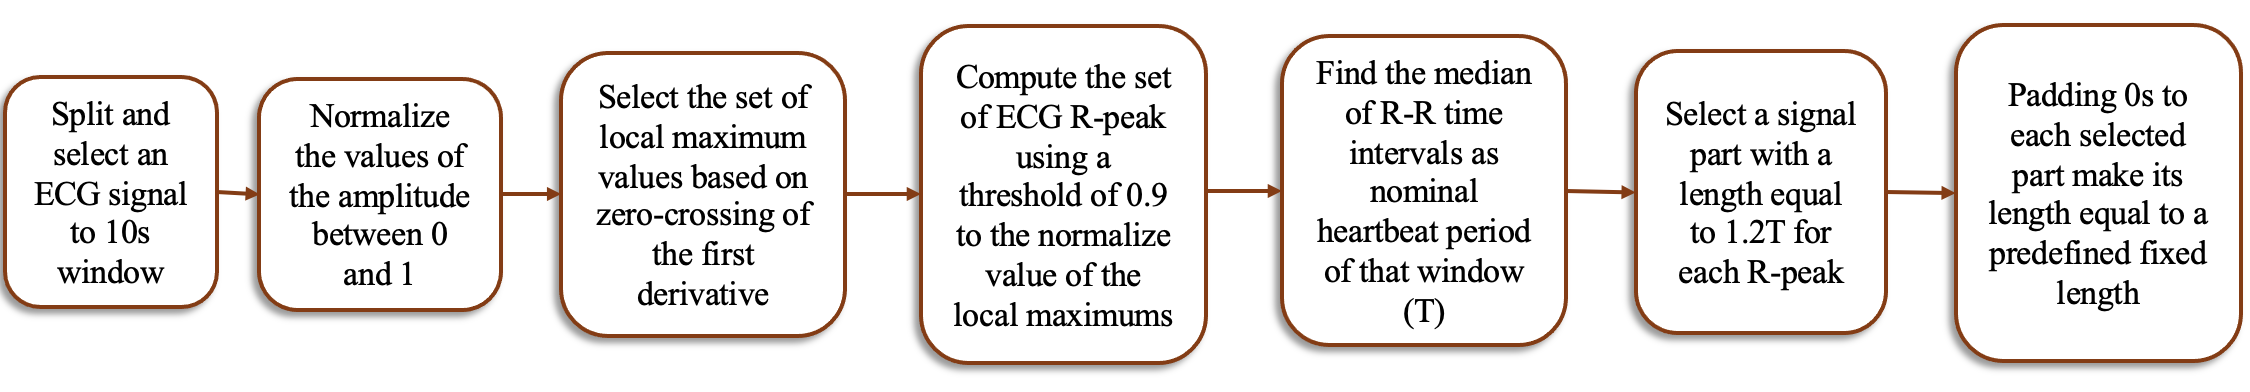 Split and
select an
ECG signal
to 10s
window
Normalize
the values of
the amplitude
between 0
and 1
Select the set of
local maximum
values based on
zero-crossing of
the first
derivative
Compute the set
of ECG R-peak
using a
threshold of 0.9
to the normalize
value of the
local maximums
Find the median
of R-R time
intervals as
nominal
heartbeat period
of that window
(T)
Select a signal
part with a
length equal
to 1.2T for
each R-peak
Padding 0s to
each selected
part make its
length equal to a
predefined fixed
length